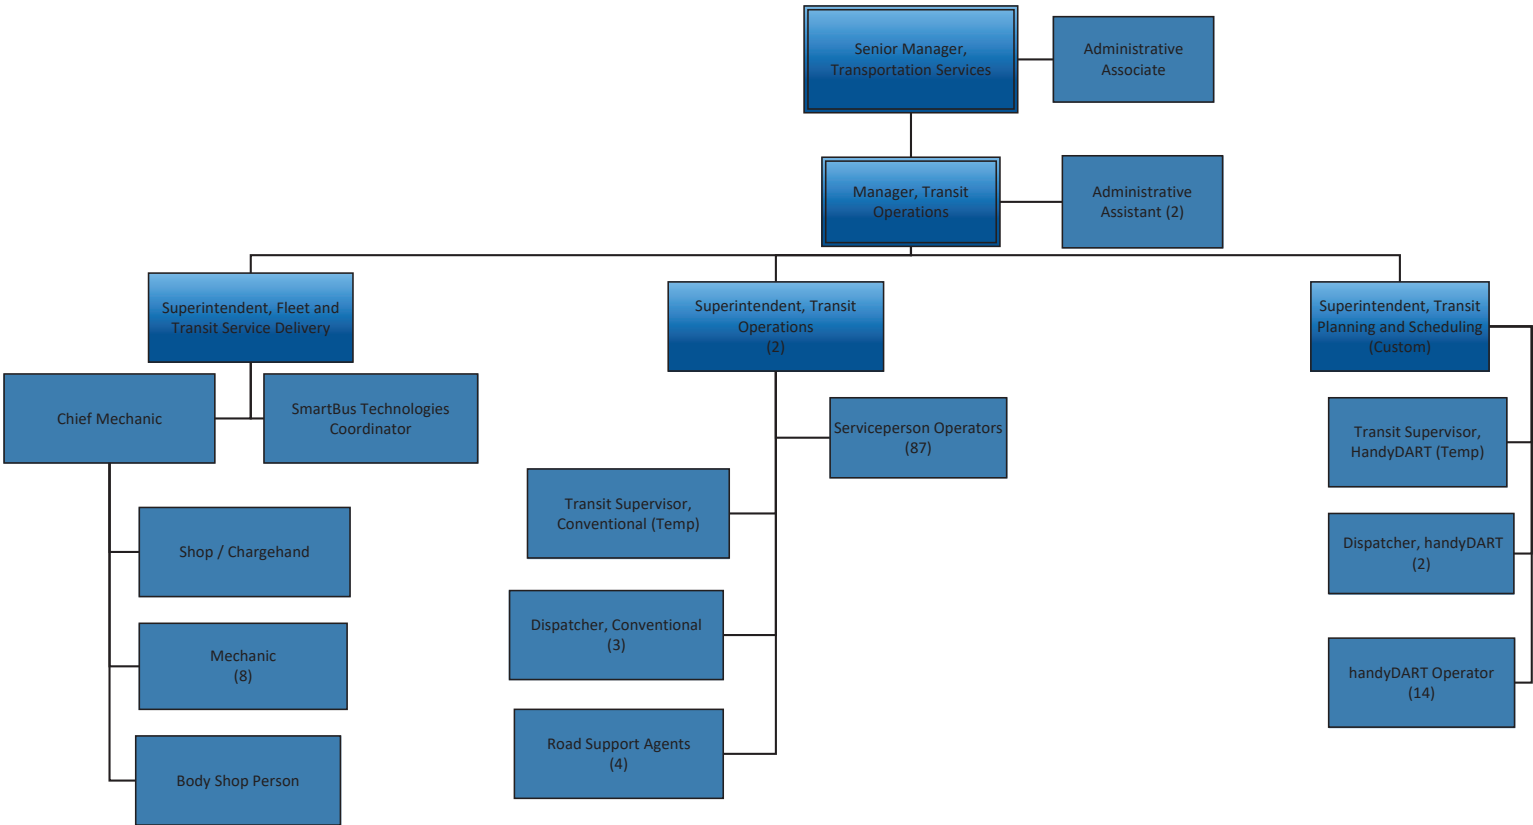 Senior Manager,
Transportation Services
Administrative
Associate
Manager, Transit
Operations
Administrative
Assistant (2)
Superintendent, Fleet and
Transit Service Delivery
Superintendent, Transit
Operations
(2)
Superintendent, Transit
Planning and Scheduling
(Custom)
Chief Mechanic
SmartBus Technologies
Coordinator
Shop / Chargehand
Mechanic
(8)
Body Shop Person
Serviceperson Operators
(87)
Transit Supervisor,
Conventional (Temp)
Dispatcher, Conventional
(3)
Road Support Agents
(4)
Transit Supervisor,
HandyDART (Temp)
Dispatcher, handyDART
(2)
handyDART Operator
(14)